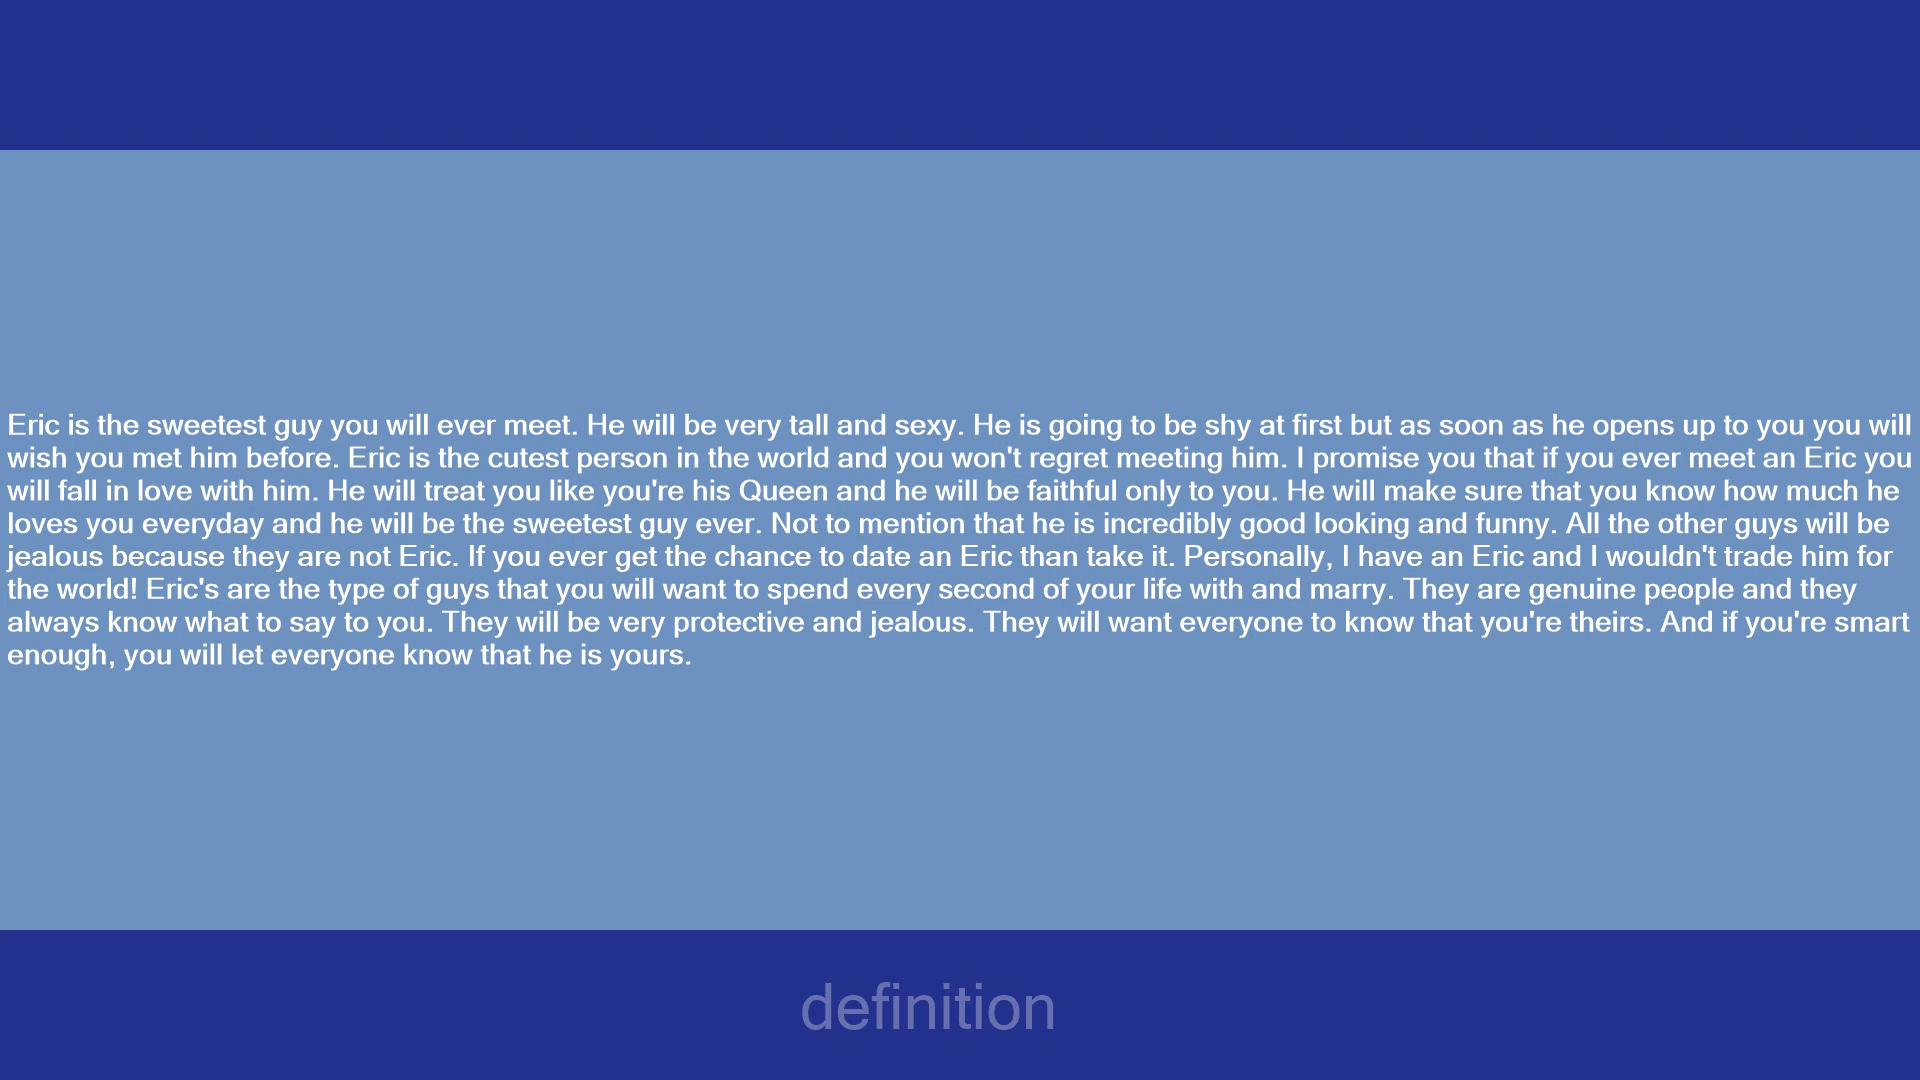 Eric is the sweetest guy you will ever meet. He will be very tall and sexy. He is going to be shy at first but as soon as he opens up to you you will
wish you met him before. Eric is the cutest person in the world and you won't regret meeting him. I promise you that if you ever meet an Eric you
will fall in love with him. He will treat you like you're his Queen and he will be faithful only to you. He will make sure that you know how much he
loves you everyday and he will be the sweetest guy ever. Not to mention that he is incredibly good looking and funny. All the other guys will be
jealous because they are not Eric. If you ever get the chance to date an Eric than take it. Personally, I have an Eric and I wouldn't trade him for
the world! Eric's are the type of guys that you will want to spend every second of your life with and marry. They are genuine people and they
always know what to say to you. They will be very protective and jealous. They will want everyone to know that you're theirs. And if you're smart
enough, you will let everyone know that he is yours.
definition